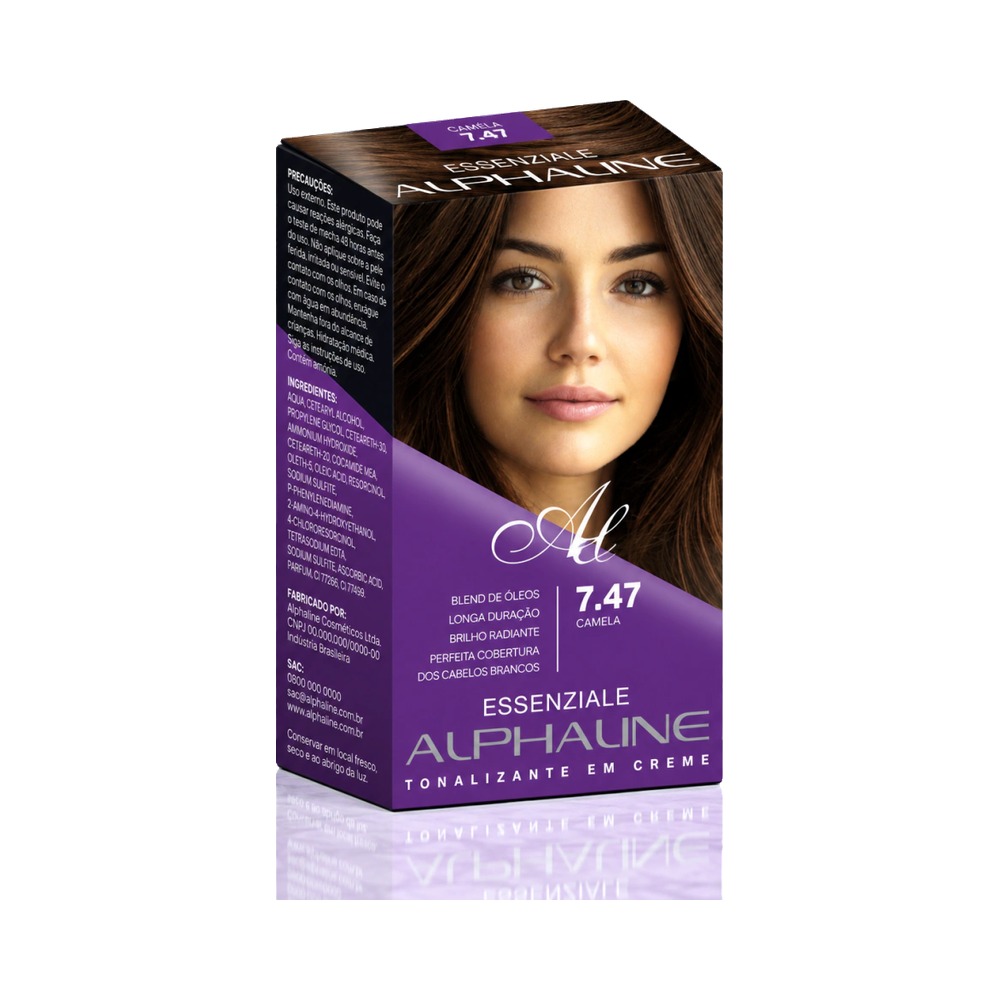 CAMÉLA
7.47
ESSENZIALE
ALPHALINE
PRECAUÇÕES:
Uso externo. Este produto pode
causar reações alérgicas. Faça
o teste de mecha 48 horas antes
do uso. Não aplique sobre a pele
ferida, irritada ou sensível. Evite o
contato com os olhos. Em caso de
contato com os olhos, enxágue
com água em abundância.
Mantenha fora do alcance de
crianças. Hidratação médica.
Siga as instruções de uso.
Contém amônia.
INGREDIENTES:
AQUA, CETEARYL ALCOHOL,
PROPYLENE GLYCOL, CETEARETH-30,
AMMONIUM HYDROXIDE,
CETEARETH-20, COCAMIDE MEA,
OLETH-5, OLEIC ACID, RESORCINOL,
SODIUM SULFITE,
P-PHENYLENEDIAMINE,
2-AMINO-4-HYDROXYETHANOL,
4-CHLORORESORCINOL,
TETRASODIUM EDTA,
SODIUM SULFITE, ASCORBIC ACID,
PARFUM, CI 77266, CI 77499.
FABRICADO POR:
Alphaline Cosméticos Ltda.
CNPJ 00.000.000/0000-00
Indústria Brasileira
SAC:
0800 000 0000
sac@alphaline.com.br
www.alphaline.com.br
Conservar em local fresco,
seco e ao abrigo da luz.
Al
BLEND DE ÓLEOS
LONGA DURAÇÃO
BRILHO RADIANTE
PERFEITA COBERTURA
DOS CABELOS BRANCOS
7.47
CAMELA
ESSENZIALE
ALPHALINE
TONALIZANTE EM CREME